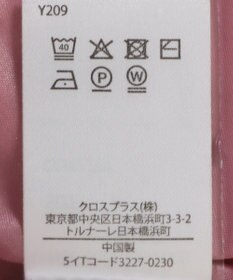 Y209
40
P W
クロスプラス(株)
東京都中央区日本橋浜町3-3-2
トルナーレ日本橋浜町
中国製
5イTコード3227-0230